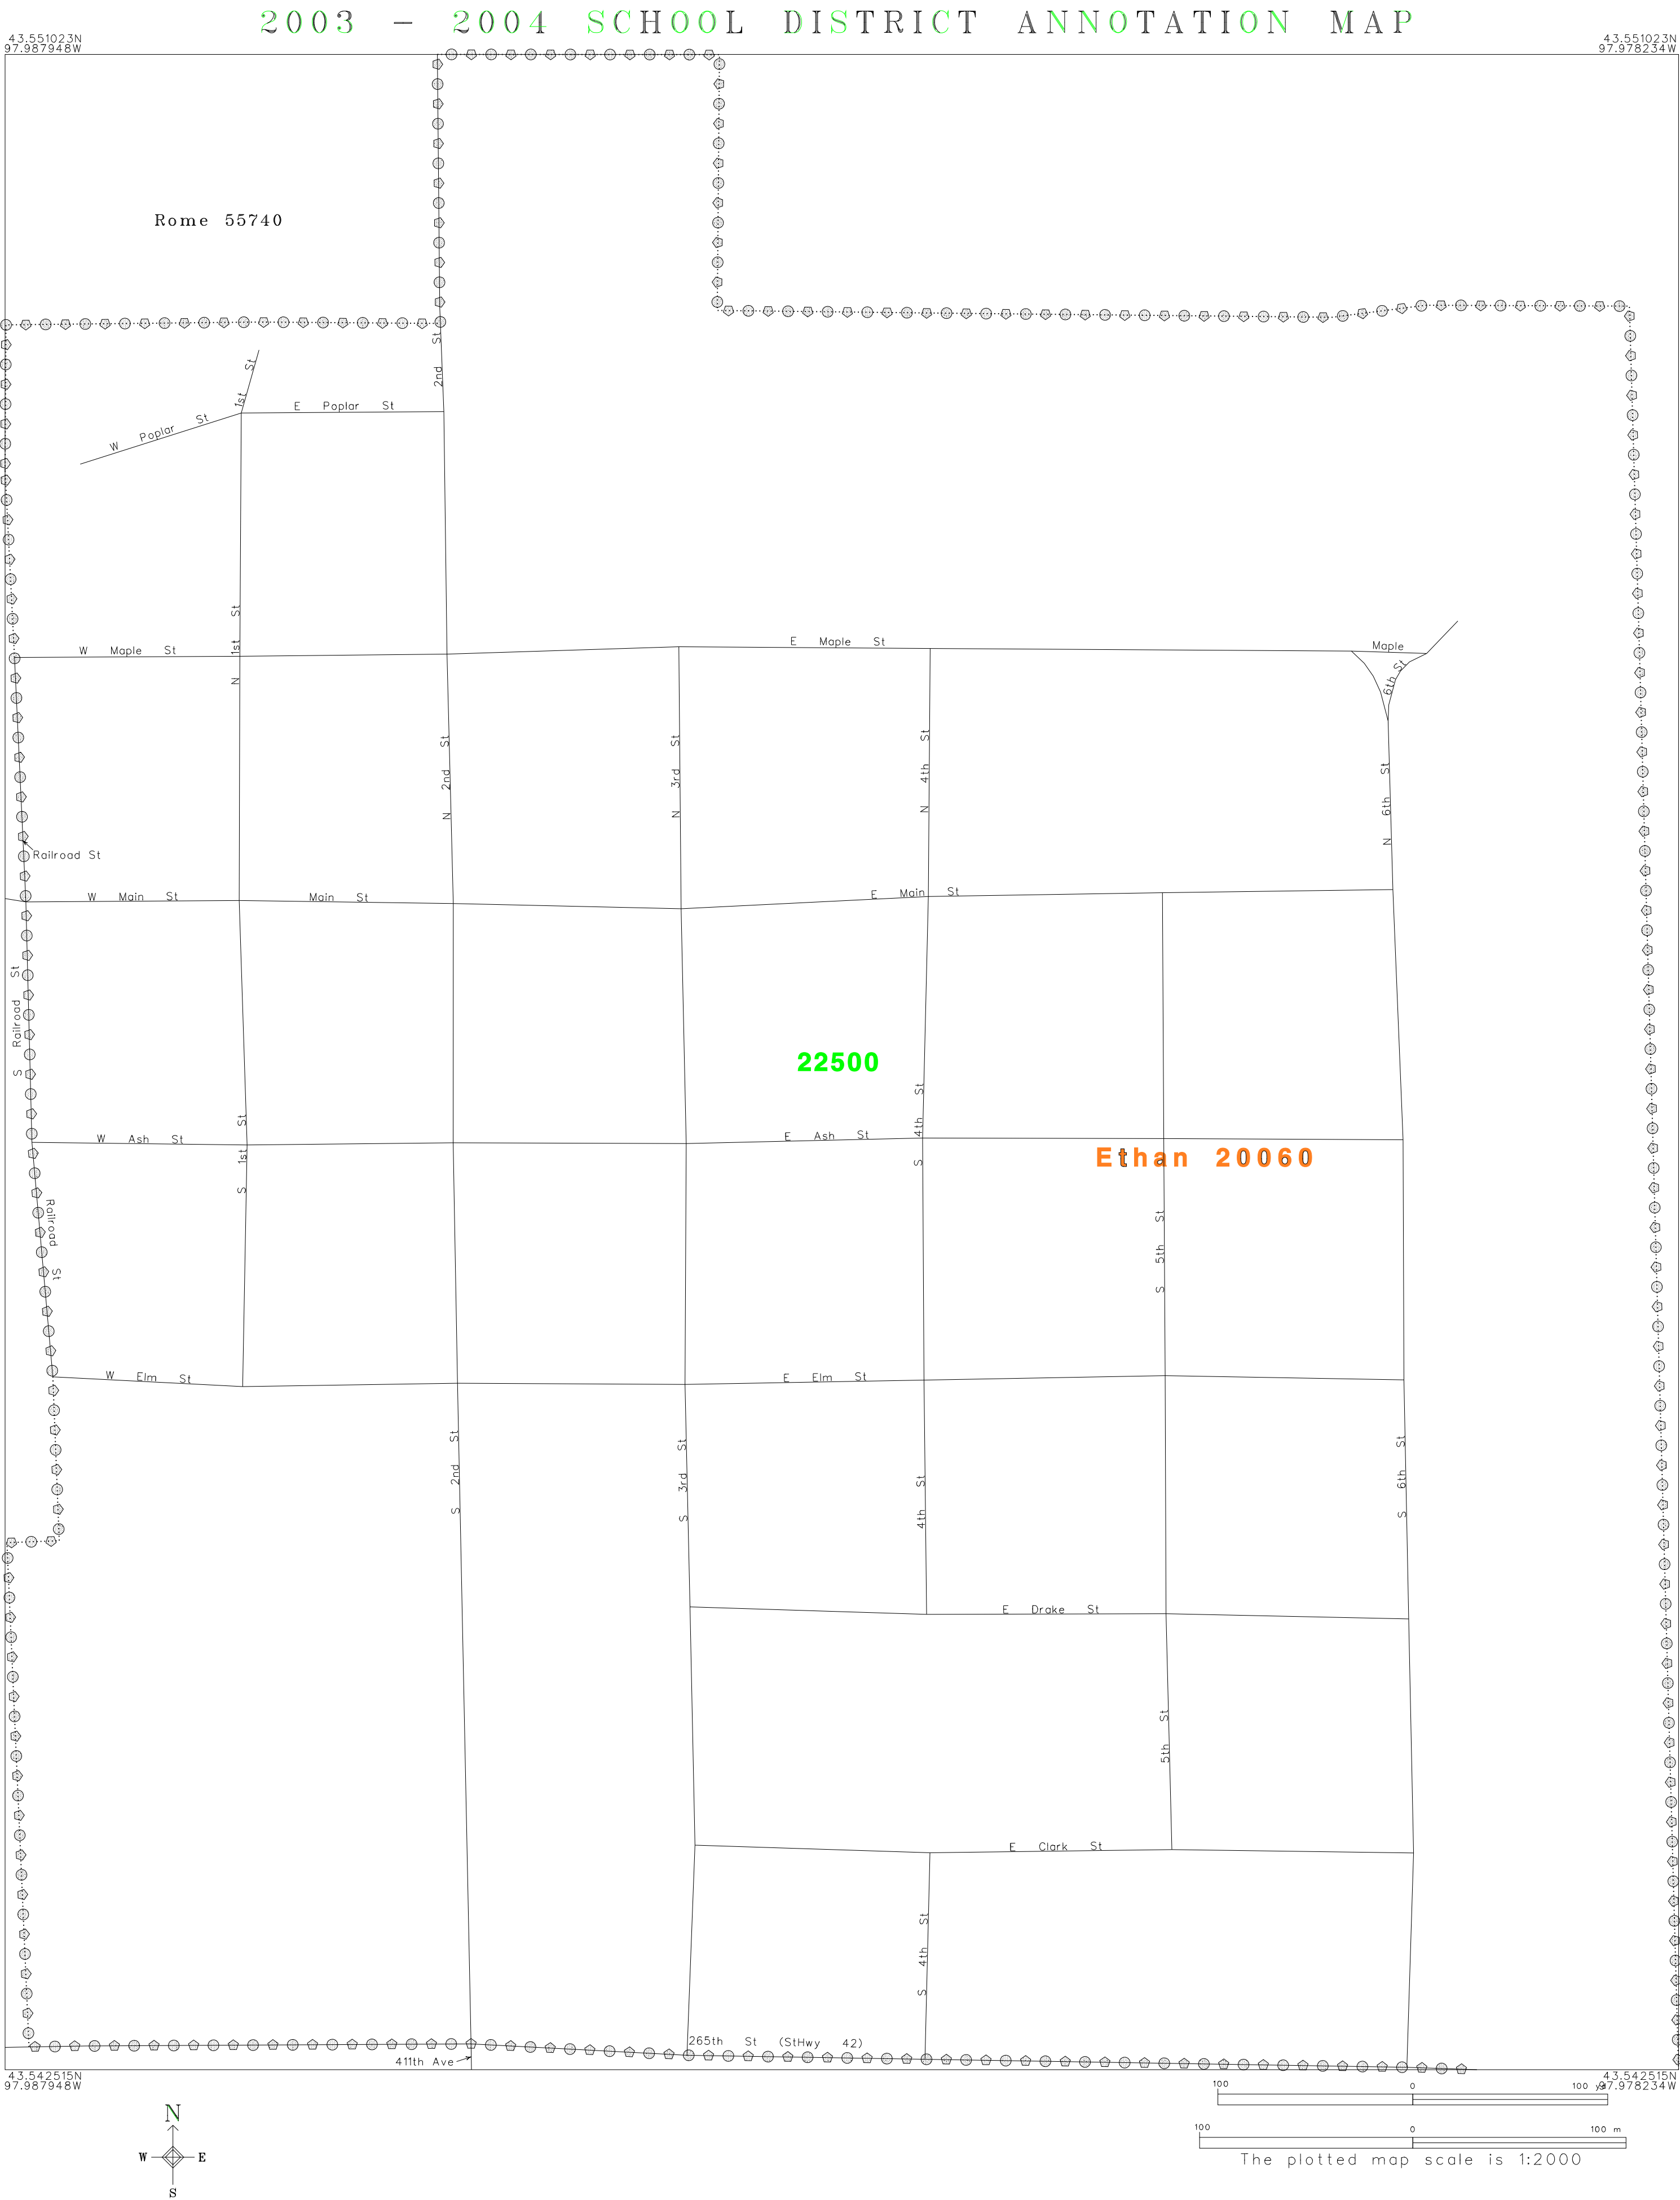 2003 - 2004 SCHOOL DISTRICT ANNOTATION MAP
43.551023N
97.987948W
43.551023N
97.978234W
Rome 55740
2nd St
1st St
W Poplar St
E Poplar St
N 1st St
W Maple St
E Maple St
Maple
6th St
N 2nd St
N 3rd St
N 4th St
N 6th St
Railroad St
W Main St
Main St
E Main St
S Railroad St
22500
S 1st St
W Ash St
E Ash St
S 4th St
Ethan 20060
Railroad St
S 5th St
W Elm St
E Elm St
S 2nd St
S 3rd St
4th St
S 6th St
E Drake St
5th St
E Clark St
S 4th St
265th St (StHwy 42)
411th Ave
43.542515N
97.987948W
43.542515N
97.978234W
100 0 100 yd
100 0 100 m
The plotted map scale is 1:2000
N
W E
S